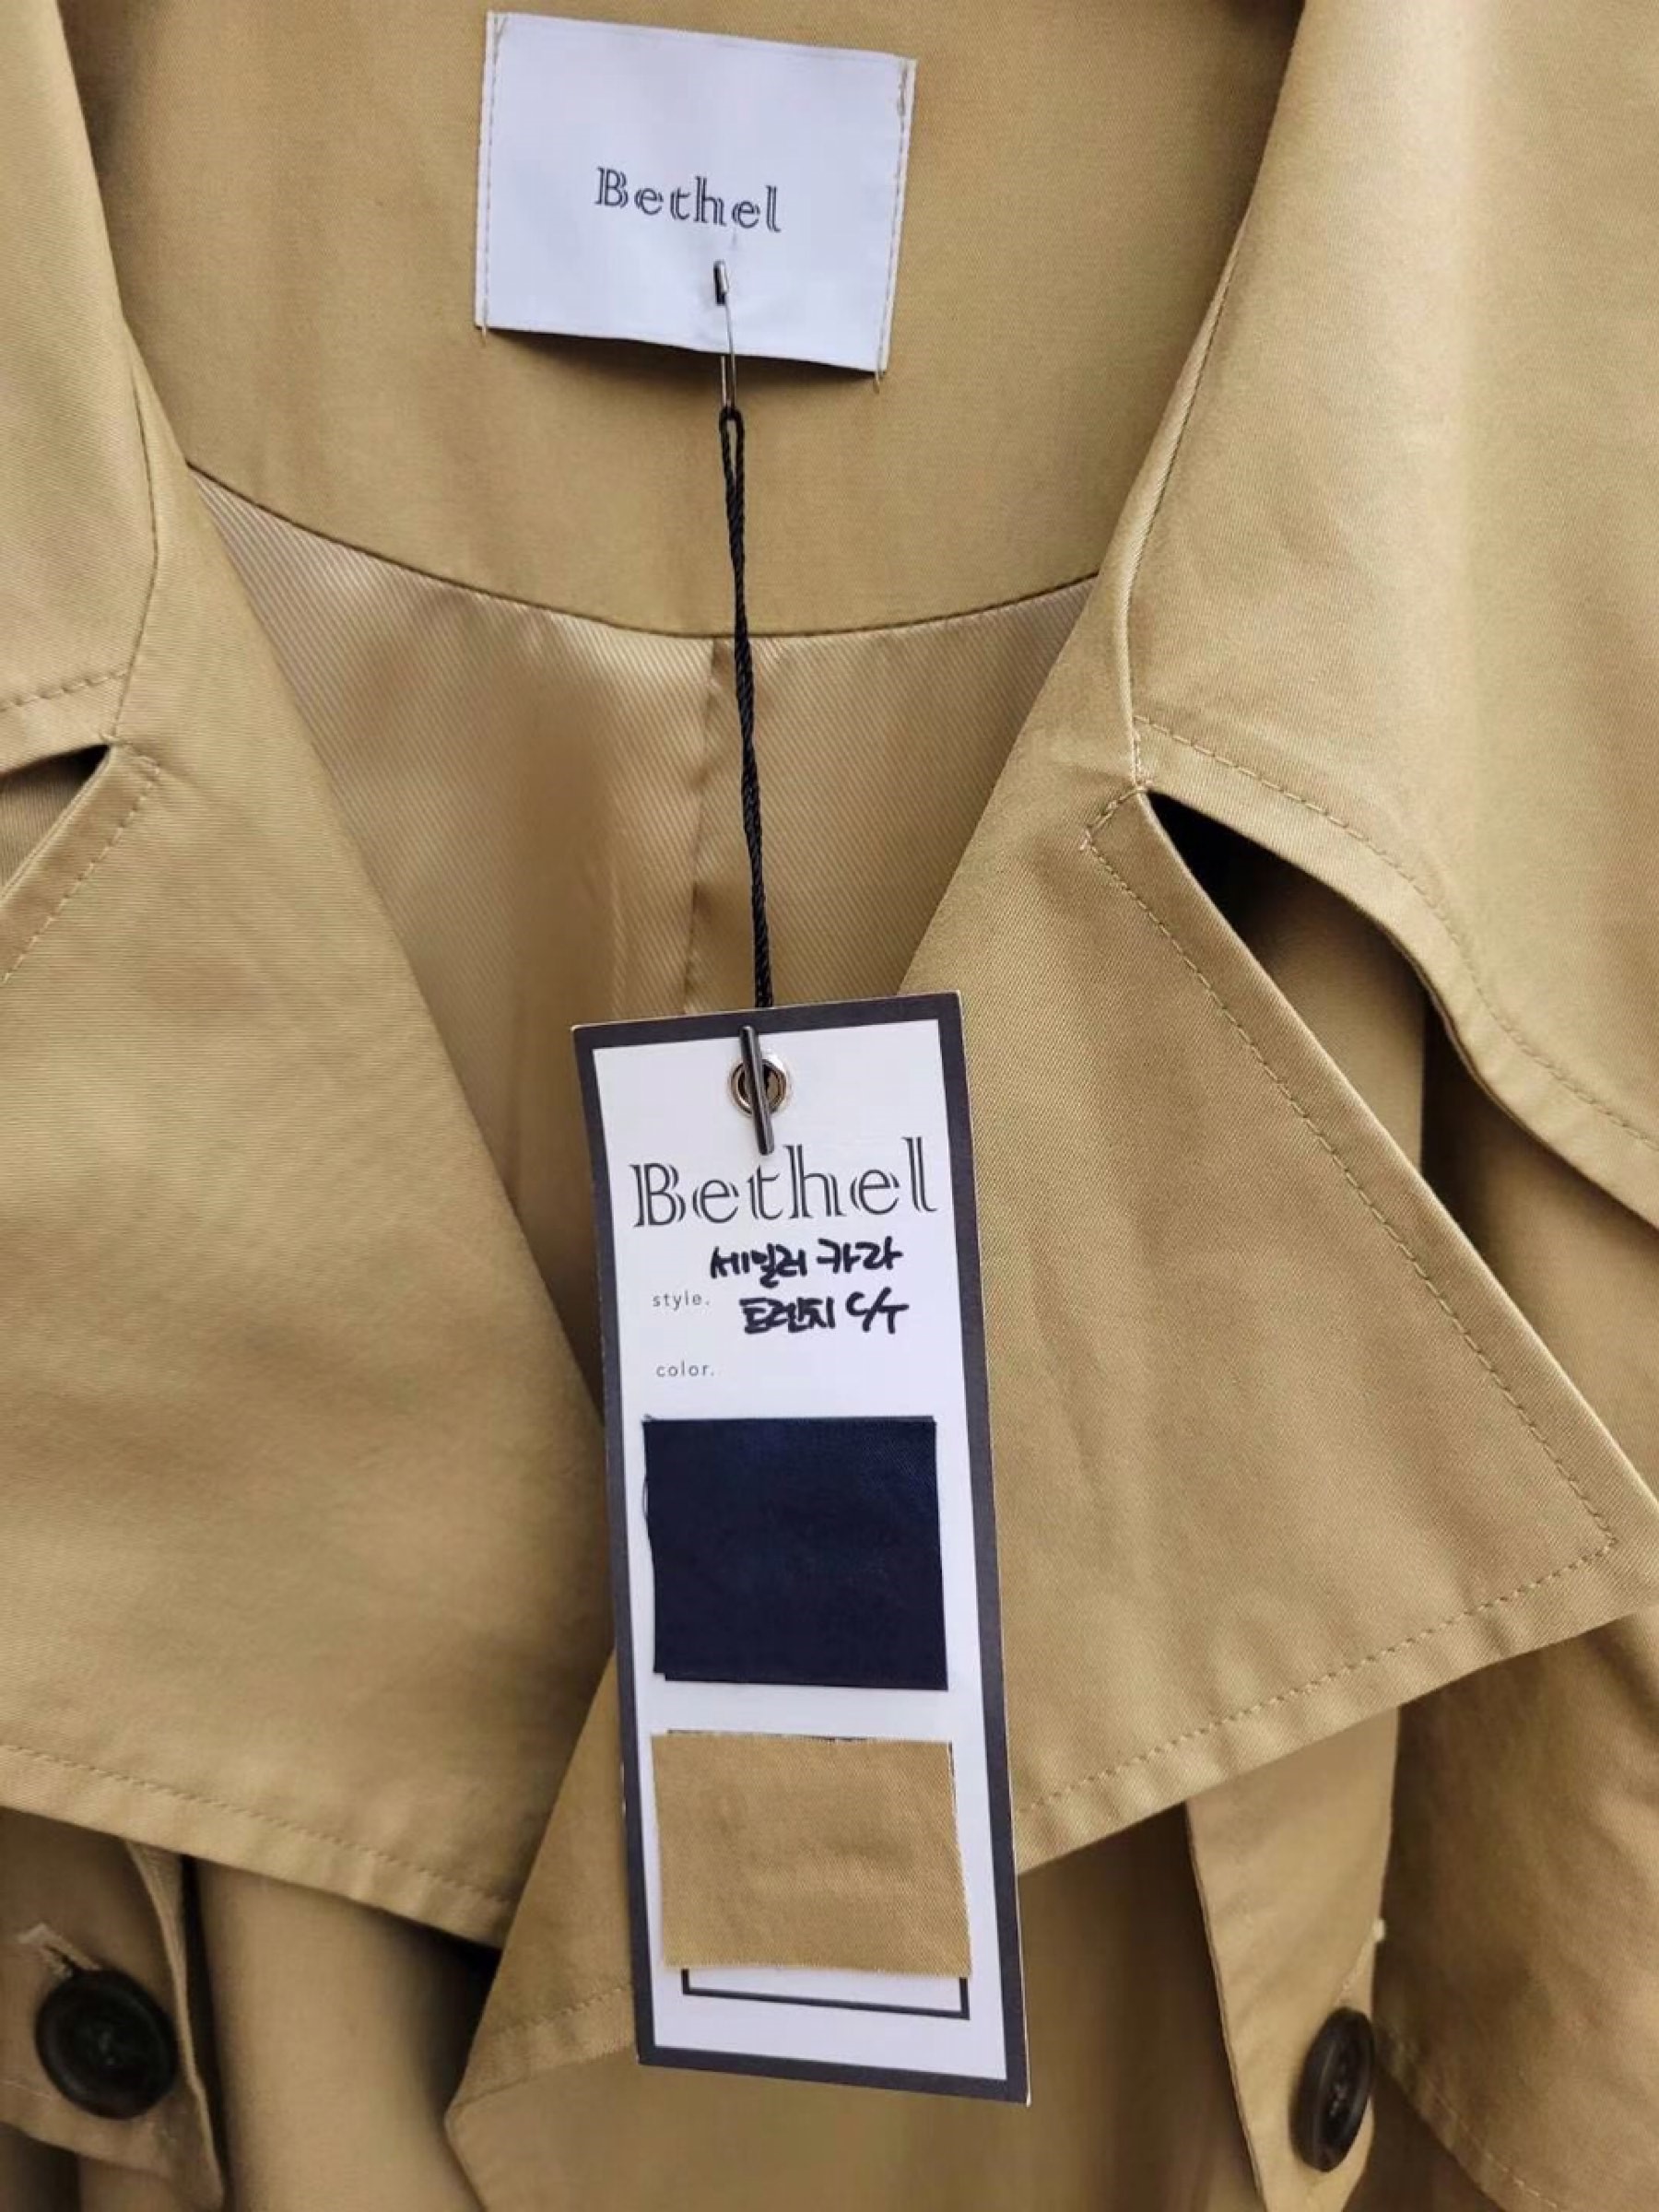 Bethel
Bethel
세일러 카라
style. 트렌치 C/T
color.